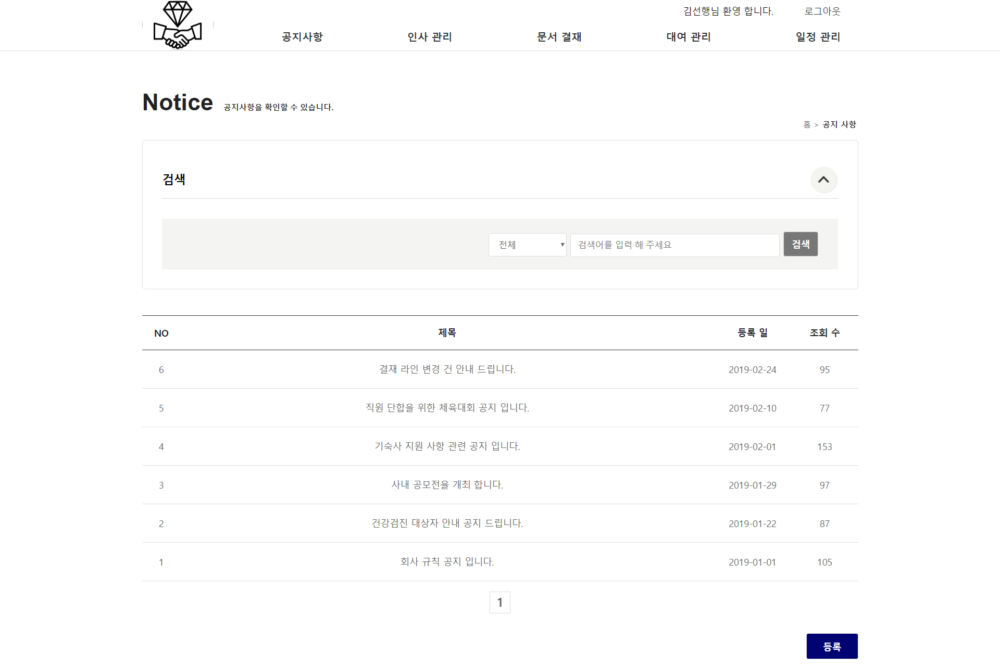 김선행님 환영 합니다. 로그아웃
공지사항 인사 관리 문서 결재 대여 관리 일정 관리
Notice 공지사항을 확인할 수 있습니다.
홈 > 공지 사항
검색
전체 검색어를 입력 해 주세요 검색
NO 제목 등록 일 조회 수
6 결재 라인 변경 건 안내 드립니다. 2019-02-24 95
5 직원 단합을 위한 체육대회 공지 입니다. 2019-02-10 77
4 기숙사 지원 사항 관련 공지 입니다. 2019-02-01 153
3 사내 공모전을 개최 합니다. 2019-01-29 97
2 건강검진 대상자 안내 공지 드립니다. 2019-01-22 87
1 회사 규칙 공지 입니다. 2019-01-01 105
1
등록